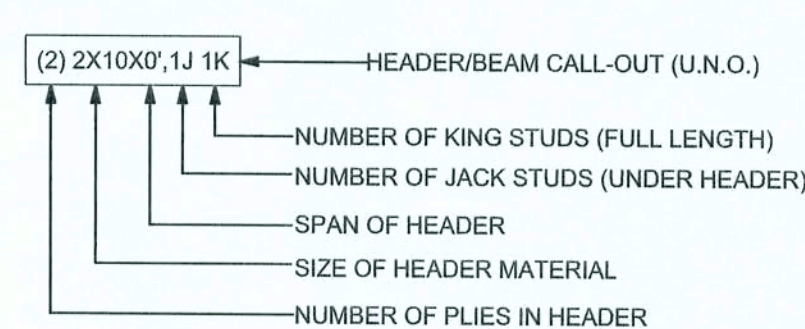 (2) 2X10X0',1J 1K
HEADER/BEAM CALL-OUT (U.N.O.)
NUMBER OF KING STUDS (FULL LENGTH)
NUMBER OF JACK STUDS (UNDER HEADER)
SPAN OF HEADER
SIZE OF HEADER MATERIAL
NUMBER OF PLIES IN HEADER